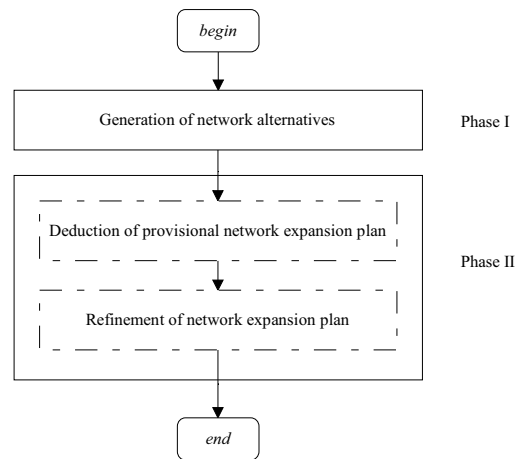 begin
Generation of network alternatives
Phase I
Deduction of provisional network expansion plan
Phase II
Refinement of network expansion plan
end